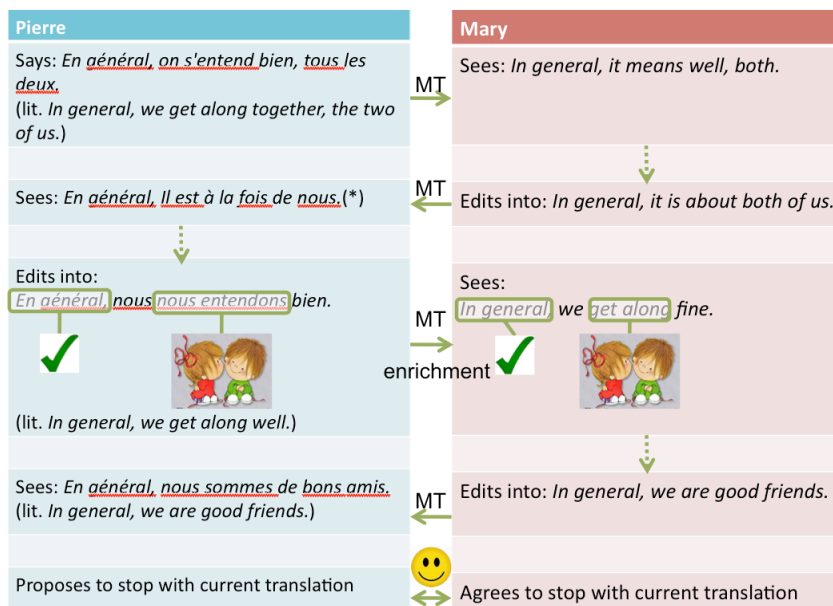 Pierre
Mary
Says: En général, on s'entend bien, tous les
deux.
(lit. In general, we get along together, the two
of us.)
MT
Sees: In general, it means well, both.
Sees: En général, Il est à la fois de nous.(*)
MT
Edits into: In general, it is about both of us.
Edits into:
En général, nous nous entendons bien.
(lit. In general, we get along well.)
MT
enrichment
Sees:
In general, we get along fine.
Sees: En général, nous sommes de bons amis.
(lit. In general, we are good friends.)
MT
Edits into: In general, we are good friends.
Proposes to stop with current translation
Agrees to stop with current translation